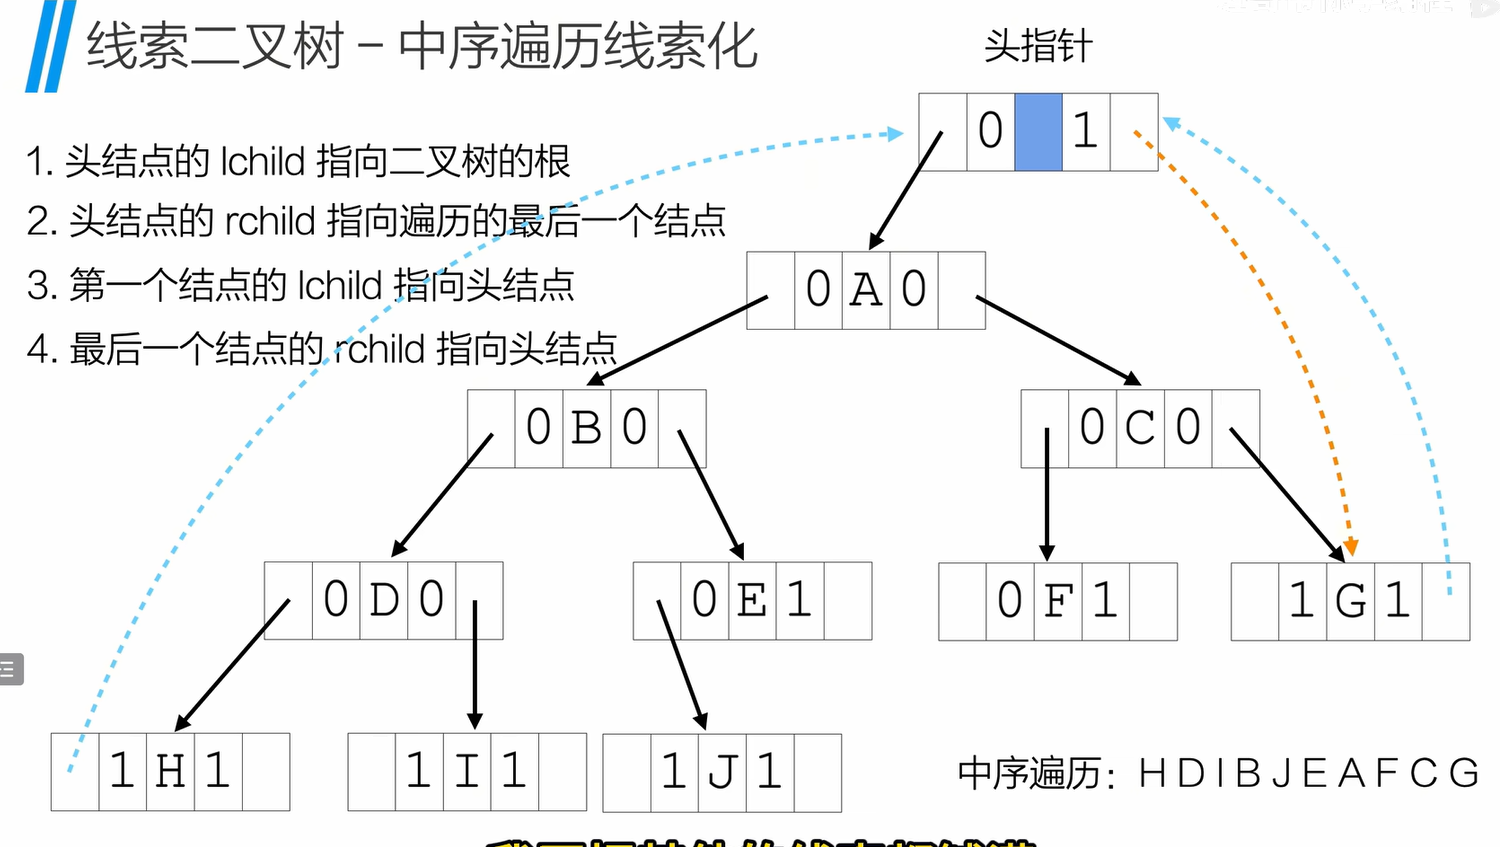 线索二叉树 – 中序遍历线索化
头指针
0 1
1. 头结点的 lchild 指向二叉树的根
2. 头结点的 rchild 指向遍历的最后一个结点
3. 第一个结点的 lchild 指向头结点
4. 最后一个结点的 rchild 指向头结点
0 A 0
0 B 0
0 C 0
0 D 0
0 E 1
0 F 1
1 G 1
1 H 1
1 I 1
1 J 1
中序遍历：H D I B J E A F C G